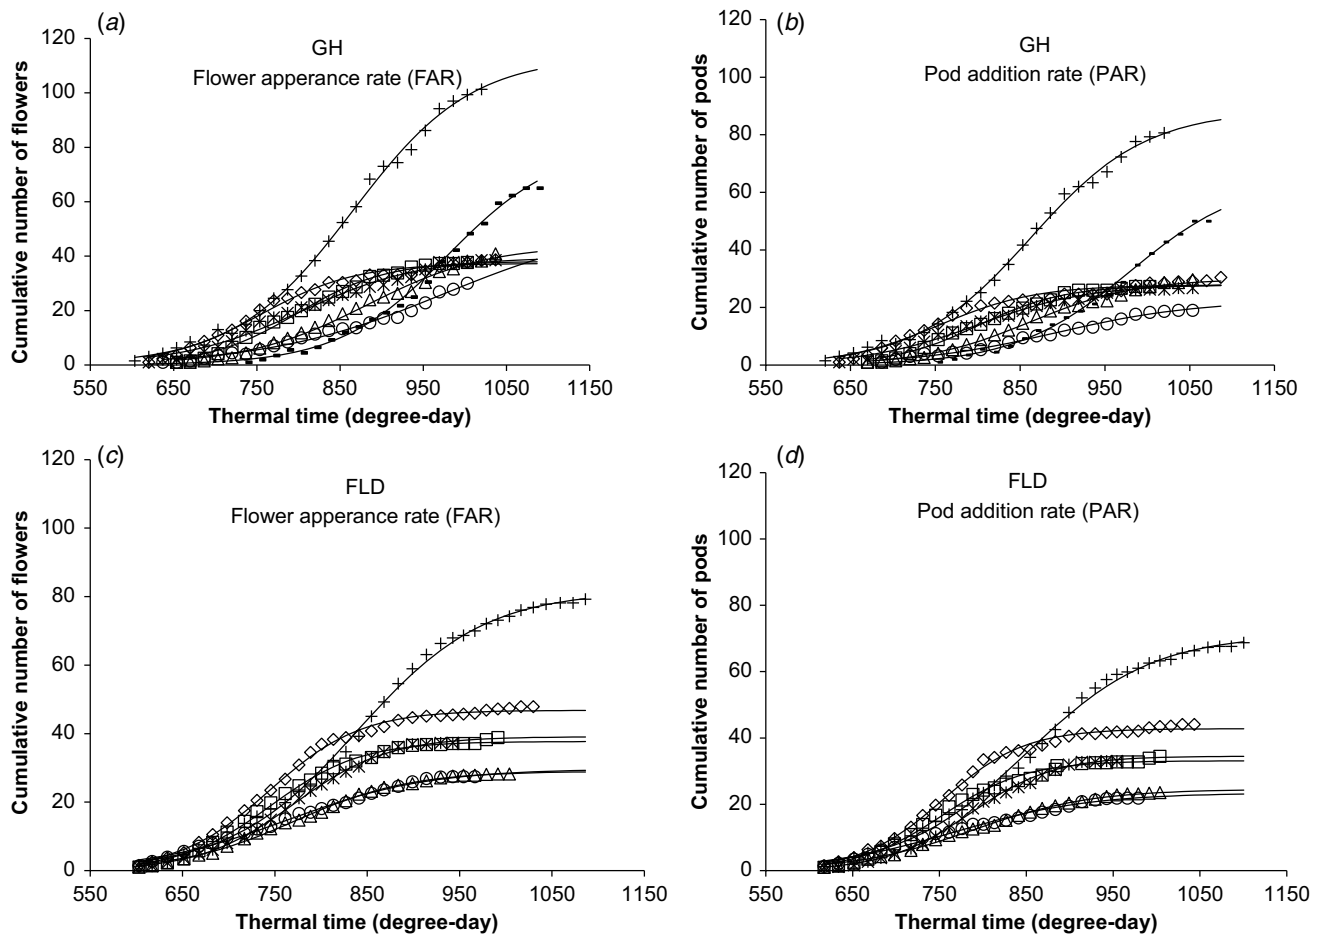 (a)
GH
Flower apperance rate (FAR)
Cumulative number of flowers
120
100
80
60
40
20
0
550 650 750 850 950 1050 1150
Thermal time (degree-day)
(b)
GH
Pod addition rate (PAR)
Cumulative number of pods
120
100
80
60
40
20
0
550 650 750 850 950 1050 1150
Thermal time (degree-day)
(c)
FLD
Flower apperance rate (FAR)
Cumulative number of flowers
120
100
80
60
40
20
0
550 650 750 850 950 1050 1150
Thermal time (degree-day)
(d)
FLD
Pod addition rate (PAR)
Cumulative number of pods
120
100
80
60
40
20
0
550 650 750 850 950 1050 1150
Thermal time (degree-day)